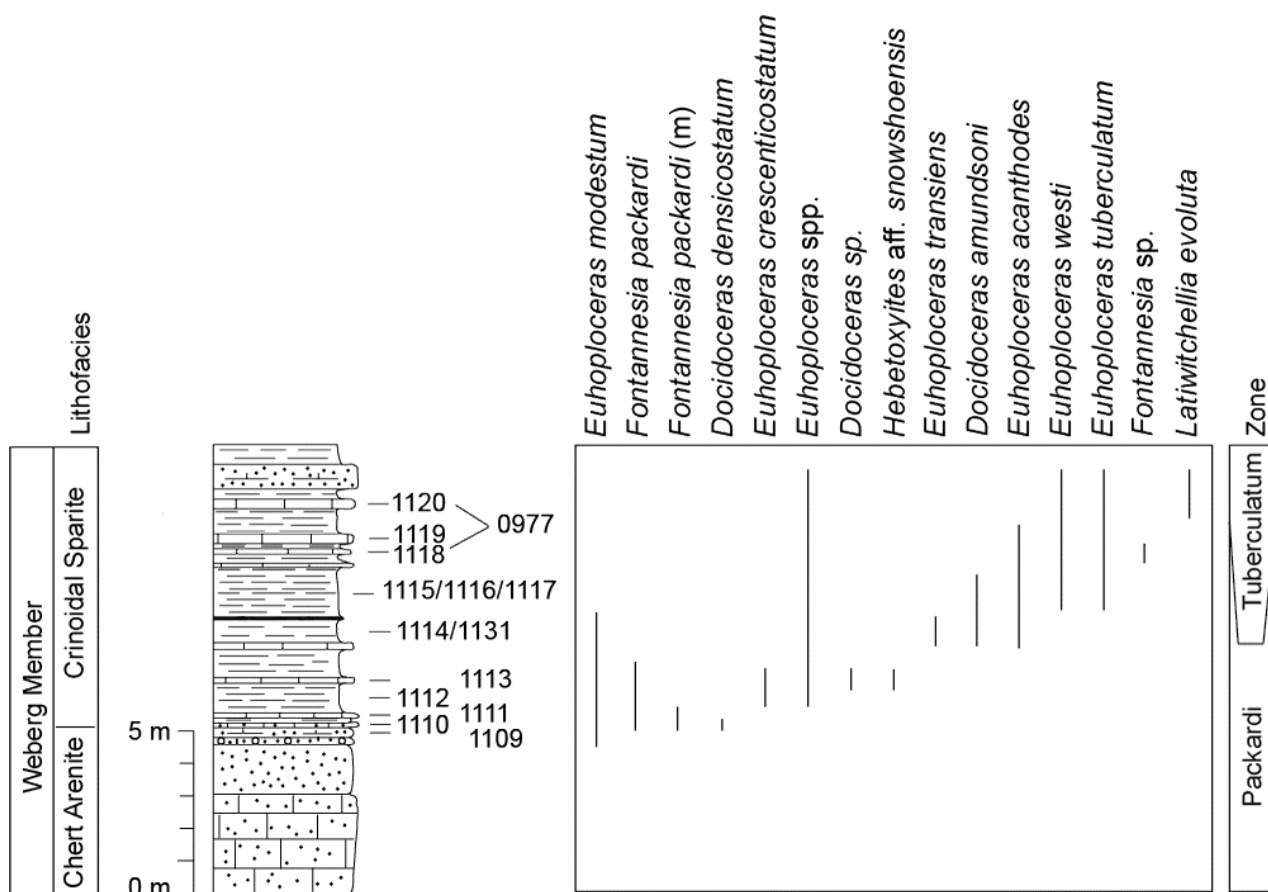 Lithofacies
Weberg Member
Crinoidal Sparite
Chert Arenite
5 m
0 m
1120
1119
1118
0977
1115/1116/1117
1114/1131
1113
1112
1111
1110
1109
Euhoploceras modestum
Fontannesia packardi
Fontannesia packardi (m)
Docidoceras densicostatum
Euhoploceras crescenticostatum
Euhoploceras spp.
Docidoceras sp.
Hebetoxyites aff. snowshoensis
Euhoploceras transiens
Docidoceras amundsoni
Euhoploceras acanthodes
Euhoploceras westi
Euhoploceras tuberculatum
Fontannesia sp.
Latiwitchellia evoluta
Zone
Tuberculatum
Packardi